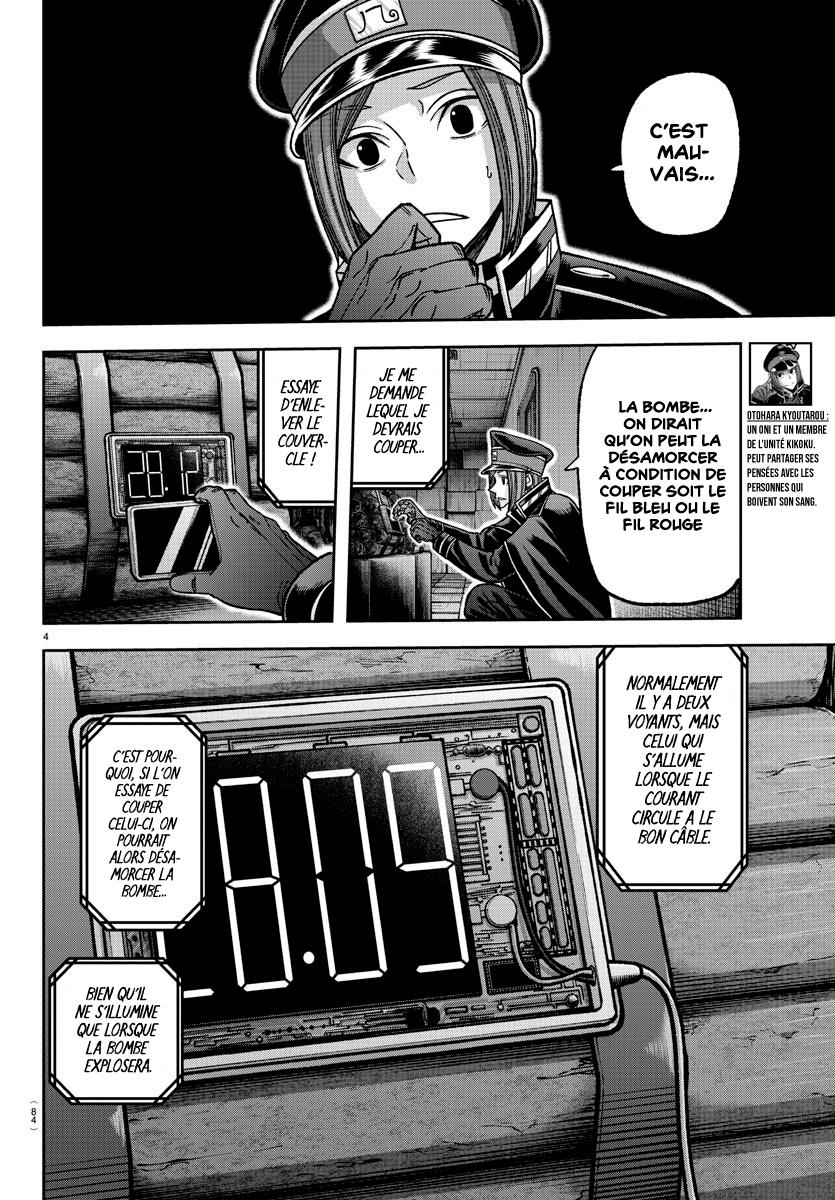 C'EST
MAU-
VAIS...
LA BOMBE...
ON DIRAIT
QU'ON PEUT LA
DÉSAMORCER
À CONDITION DE
COUPER SOIT LE
FIL BLEU OU LE
FIL ROUGE
OTOHARA KYOUTAROU :
UN ONI ET UN MEMBRE
DE L'UNITÉ KIKOKU.
PEUT PARTAGER SES
PENSÉES AVEC LES
PERSONNES QUI
BOIVENT SON SANG.
JE ME
DEMANDE
LEQUEL JE
DEVRAIS
COUPER...
ESSAYE
D'ENLE-
VER LE
COUVER-
CLE !
28.12
4
NORMALEMENT
IL Y A DEUX
VOYANTS, MAIS
CELUI QUI
S'ALLUME
LORSQUE LE
COURANT
CIRCULE A LE
BON CÂBLE.
C'EST POUR-
QUOI, SI L'ON
ESSAYE DE
COUPER
CELUI-CI, ON
POURRAIT
ALORS DÉSA-
MORCER LA
BOMBE...
8.09
BIEN QU'IL
NE S'ILLUMINE
QUE LORSQUE
LA BOMBE
EXPLOSERA.
(84)